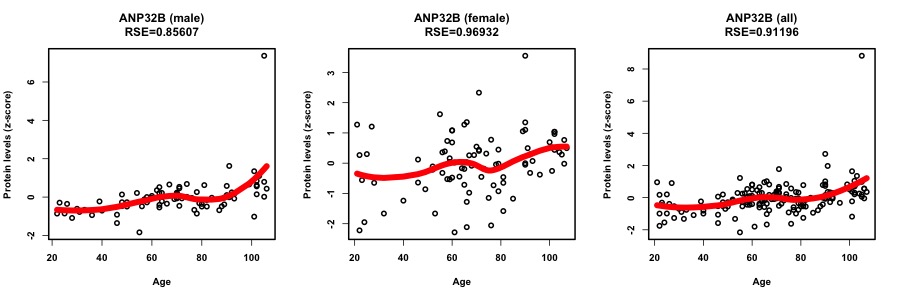 ANP32B (male)
RSE=0.85607
Protein levels (z-score)
6
4
2
0
-2
20 40 60 80 100
Age
ANP32B (female)
RSE=0.96932
Protein levels (z-score)
3
2
1
0
-1
-2
20 40 60 80 100
Age
ANP32B (all)
RSE=0.91196
Protein levels (z-score)
8
6
4
2
0
-2
20 40 60 80 100
Age